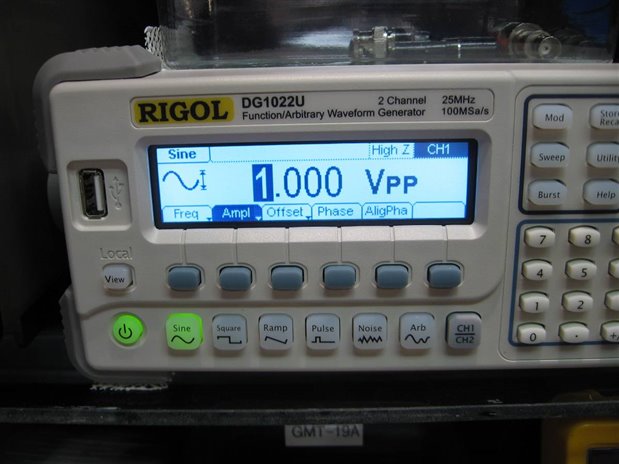 RIGOL DG1022U 2 Channel 25MHz
Function/Arbitrary Waveform Generator 100MSa/s
Sine High Z CH1
1.000 VPP
Freq Ampl Offset Phase AligPha
Local
View
Sine Square Ramp Pulse Noise Arb CH1
CH2
Mod
Sweep Utility
Burst Help
7 8
4 5
1 2
0 .
GMT-19A